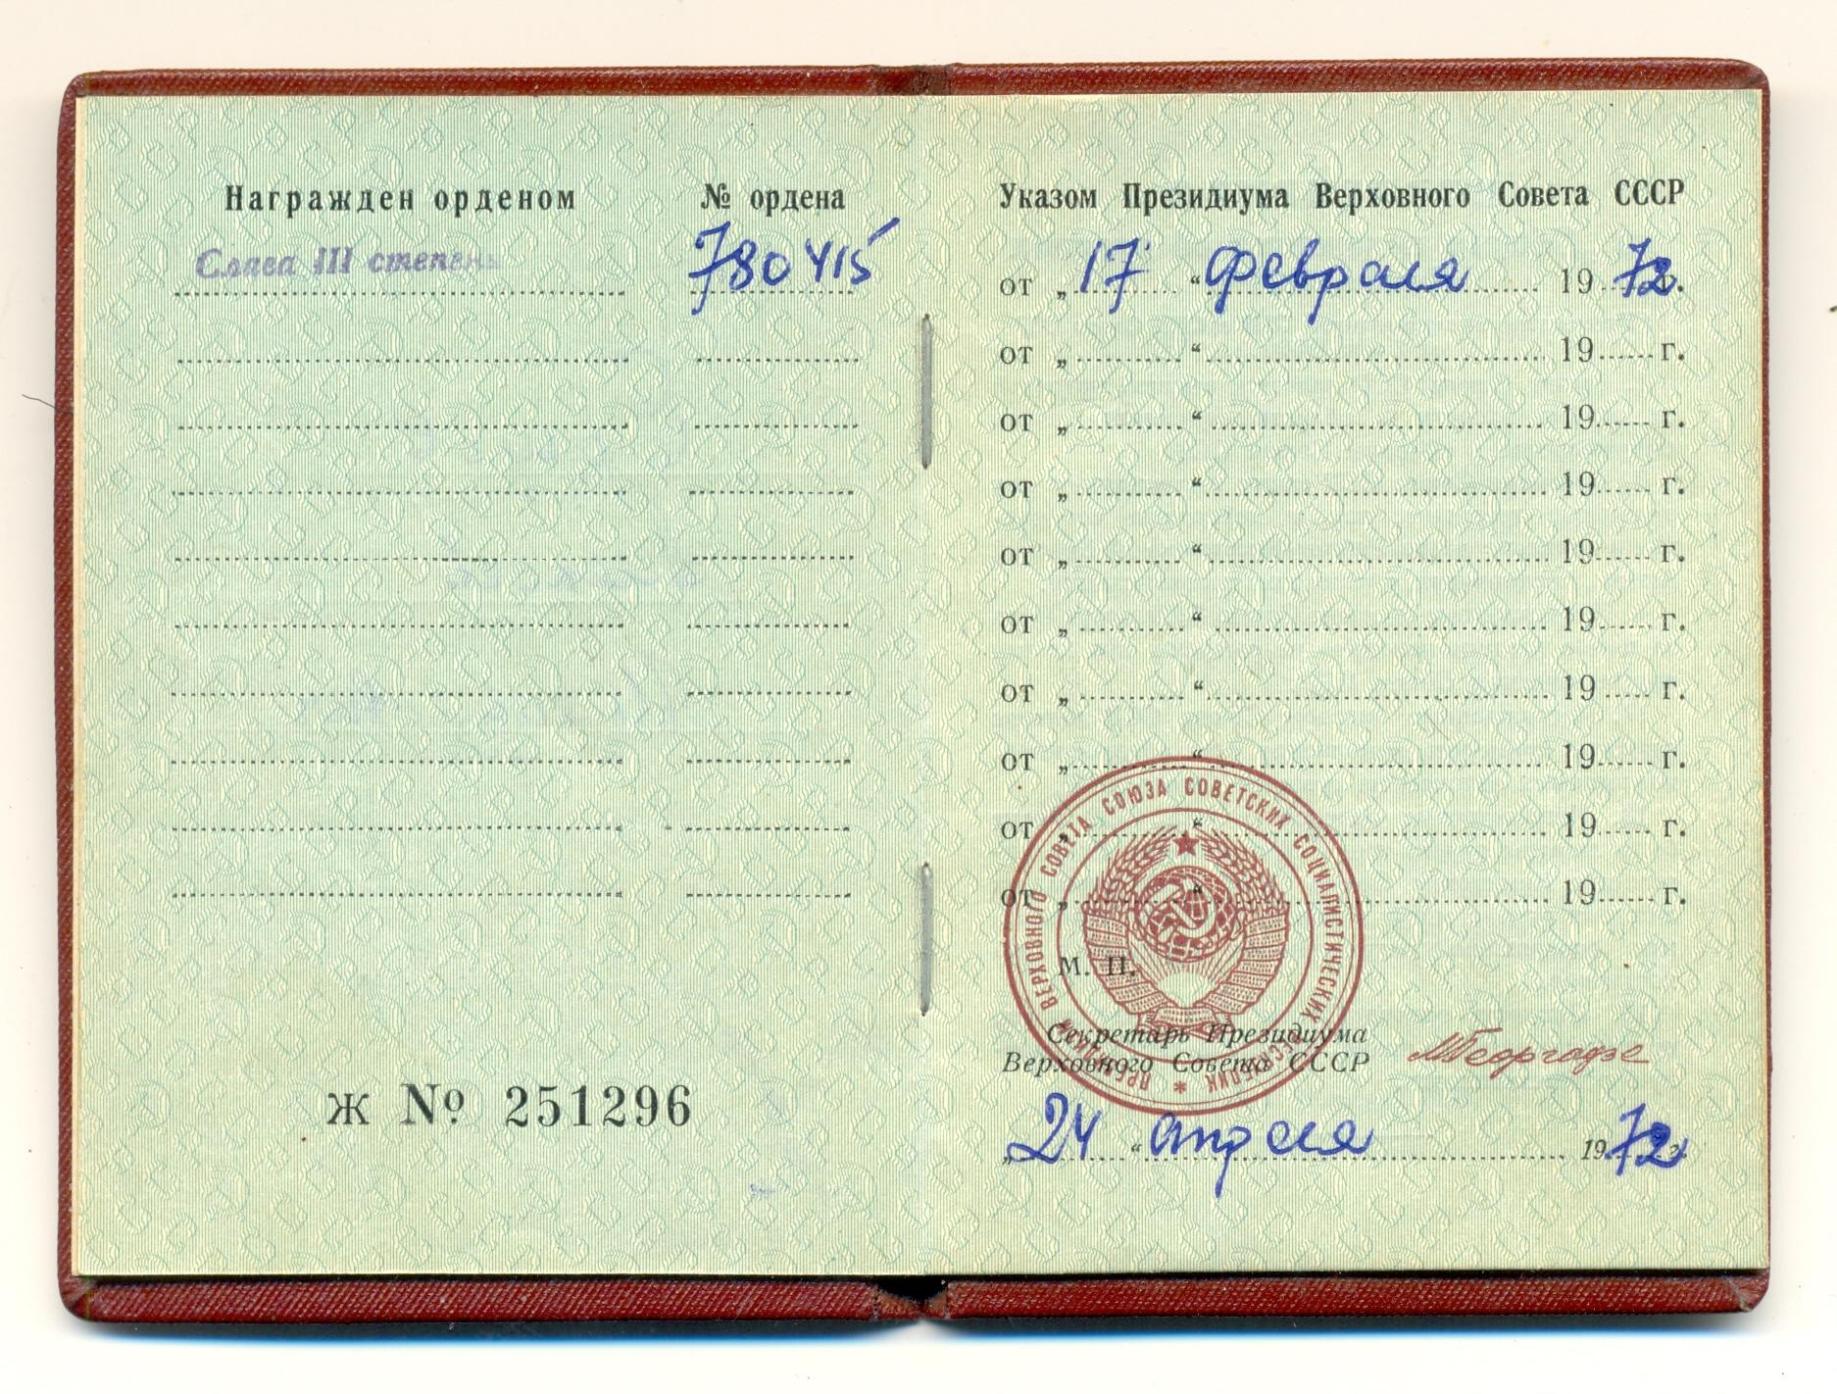 Награжден орденом № ордена
Слава III степень 780415
Ж № 251296
Указом Президиума Верховного Совета СССР
от „17“ февраля 1972 г.
от „..........“.......... 19...... г.
от „..........“.......... 19...... г.
от „..........“.......... 19...... г.
от „..........“.......... 19...... г.
от „..........“.......... 19...... г.
от „..........“.......... 19...... г.
от „..........“.......... 19...... г.
от „..........“.......... 19...... г.
от „..........“.......... 19...... г.
ПРЕЗИДИУМ ВЕРХОВНОГО СОВЕТА СОЮЗА СОВЕТСКИХ СОЦИАЛИСТИЧЕСКИХ РЕСПУБЛИК *
М. П.
Секретарь Президиума
Верховного Совета СССР МГеоргадзе
„24“ апреля 1972 г.